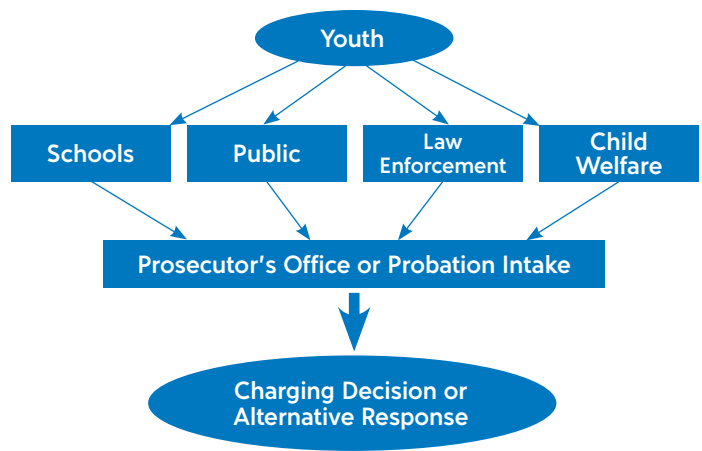 Youth
Schools
Public
Law
Enforcement
Child
Welfare
Prosecutor’s Office or Probation Intake
Charging Decision or
Alternative Response